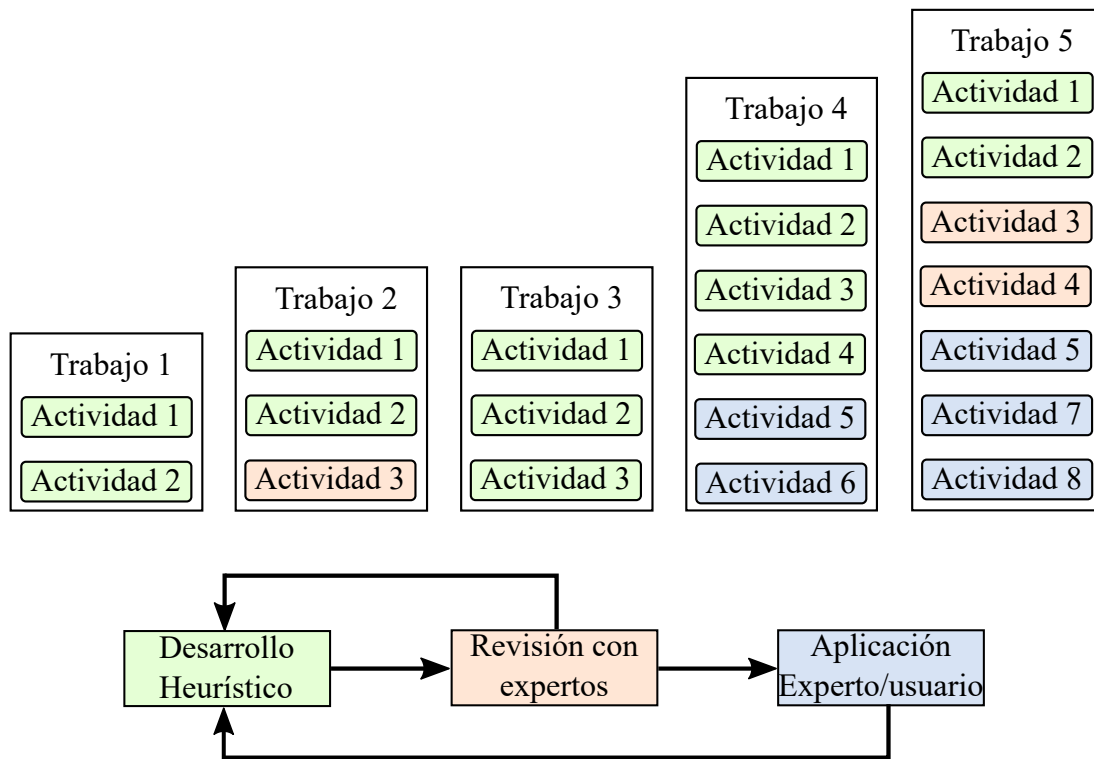 Trabajo 1
Actividad 1
Actividad 2
Trabajo 2
Actividad 1
Actividad 2
Actividad 3
Trabajo 3
Actividad 1
Actividad 2
Actividad 3
Trabajo 4
Actividad 1
Actividad 2
Actividad 3
Actividad 4
Actividad 5
Actividad 6
Trabajo 5
Actividad 1
Actividad 2
Actividad 3
Actividad 4
Actividad 5
Actividad 7
Actividad 8
Desarrollo
Heurístico
Revisión con
expertos
Aplicación
Experto/usuario